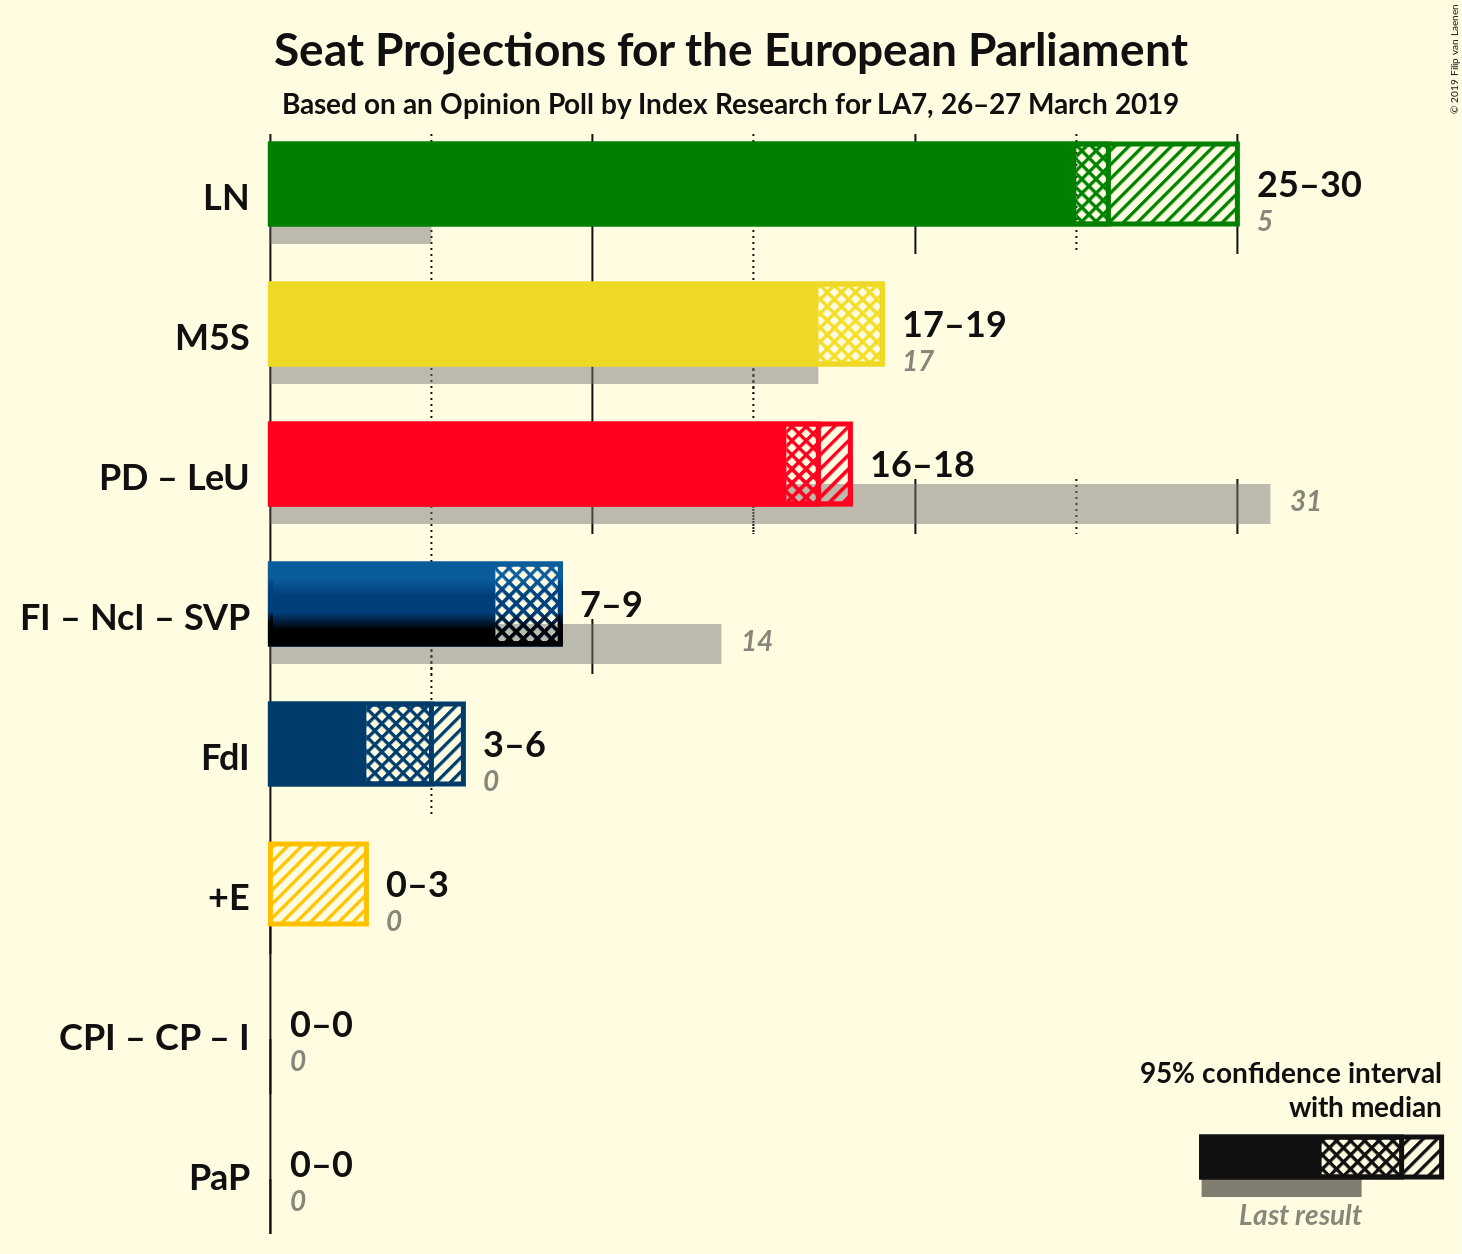 Seat Projections for the European Parliament
Based on an Opinion Poll by Index Research for LA7, 26–27 March 2019
© 2019 Filip van Laenen
LN
25–30
5
M5S
17–19
17
PD – LeU
16–18
31
FI – NcI – SVP
7–9
14
FdI
3–6
0
+E
0–3
0
CPI – CP – I
0–0
0
PaP
0–0
0
95% confidence interval
with median
Last result